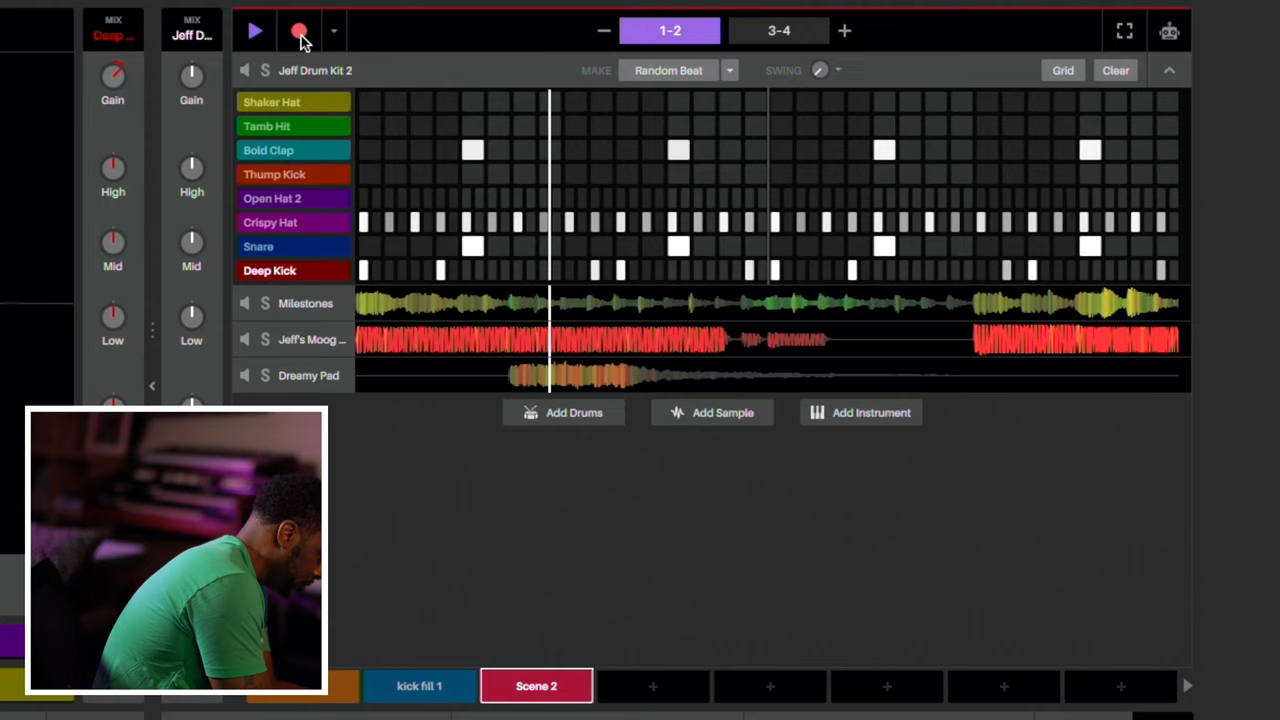 MIX
Deep ...
MIX
Jeff D...
1-2
3-4
Jeff Drum Kit 2
MAKE
Random Beat
SWING
Grid
Clear
Gain
Gain
High
High
Mid
Mid
Low
Low
Shaker Hat
Tamb Hit
Bold Clap
Thump Kick
Open Hat 2
Crispy Hat
Snare
Deep Kick
S Milestones
S Jeff's Moog ...
S Dreamy Pad
Add Drums
Add Sample
Add Instrument
kick fill 1
Scene 2